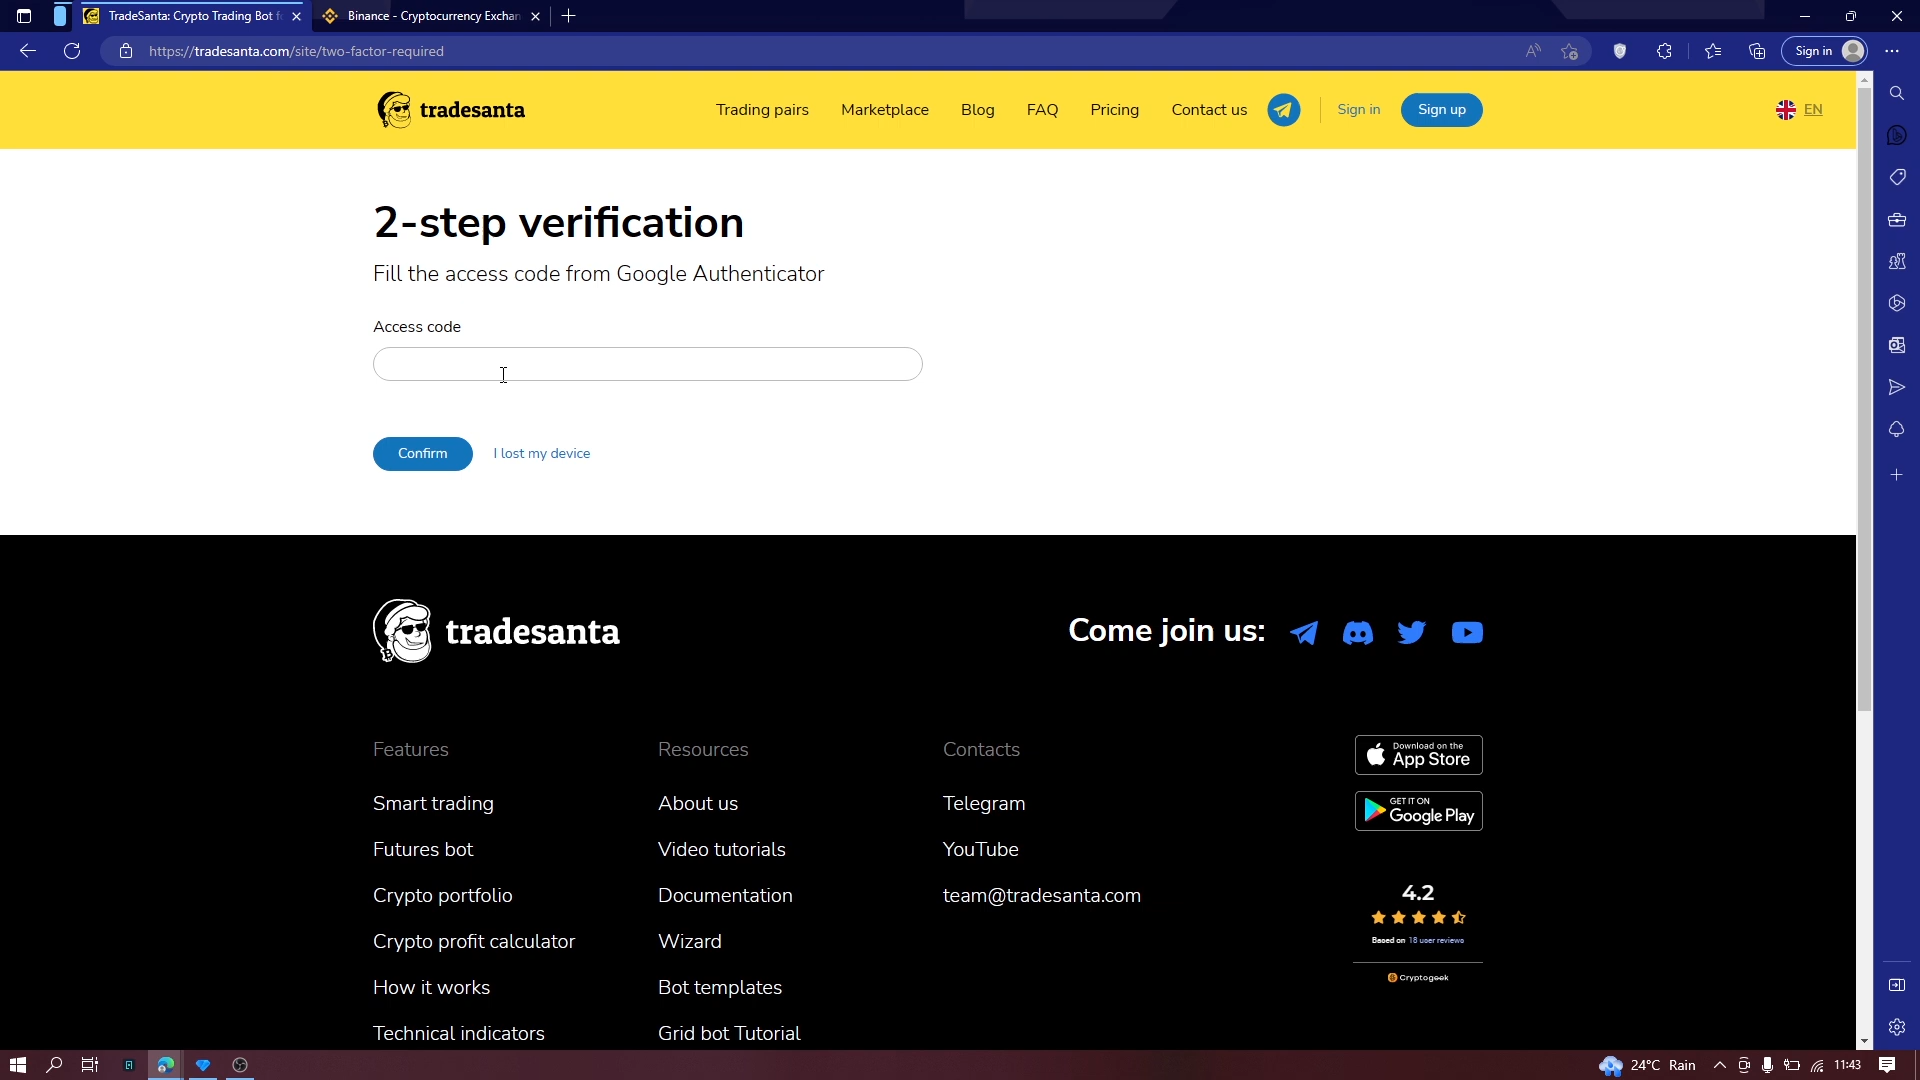 TradeSanta: Crypto Trading Bot f
Binance - Cryptocurrency Exchan
https://tradesanta.com/site/two-factor-required
Sign in
tradesanta
Trading pairs
Marketplace
Blog
FAQ
Pricing
Contact us
Sign in
Sign up
EN
2-step verification
Fill the access code from Google Authenticator
Access code
Confirm
I lost my device
tradesanta
Come join us:
Features
Smart trading
Futures bot
Crypto portfolio
Crypto profit calculator
How it works
Technical indicators
Resources
About us
Video tutorials
Documentation
Wizard
Bot templates
Grid bot Tutorial
Contacts
Telegram
YouTube
team@tradesanta.com
Download on the
App Store
GET IT ON
Google Play
4.2
Based on 18 user reviews
Cryptogeek
24°C Rain
11:43